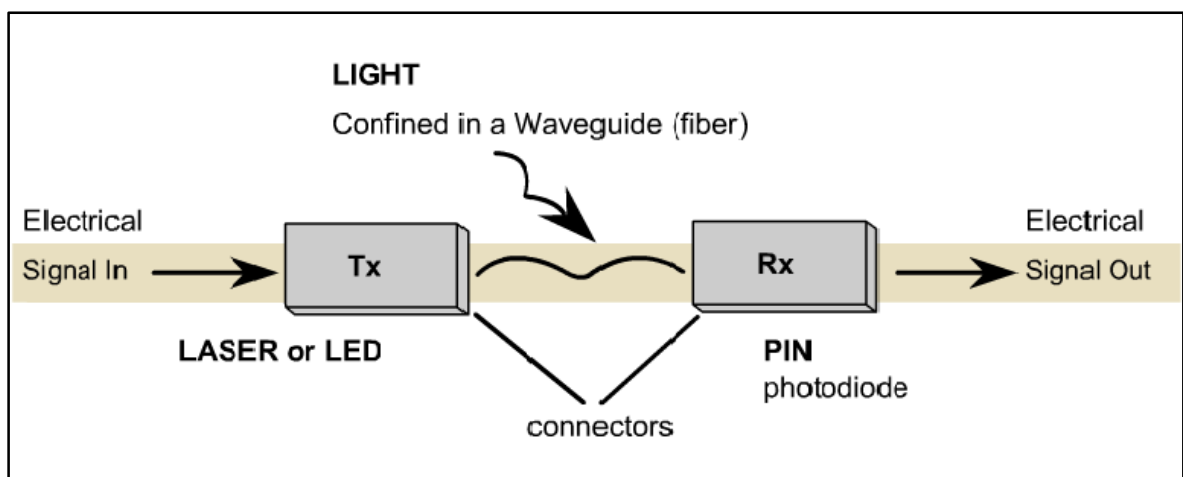 LIGHT
Confined in a Waveguide (fiber)
Electrical
Signal In
Tx
Rx
Electrical
Signal Out
LASER or LED
PIN
photodiode
connectors